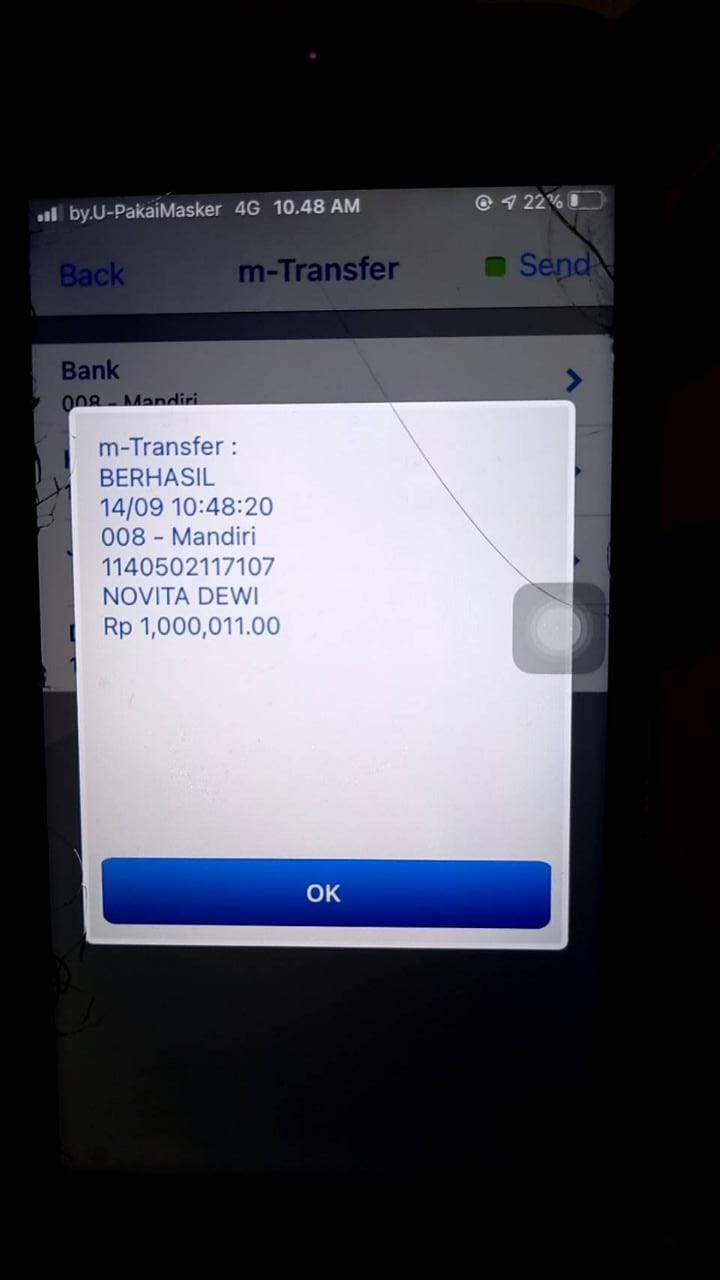 by.U-PakaiMasker 4G 10.48 AM 22%
Back m-Transfer Send
Bank
008 - Mandiri
m-Transfer :
BERHASIL
14/09 10:48:20
008 - Mandiri
1140502117107
NOVITA DEWI
Rp 1,000,011.00
OK